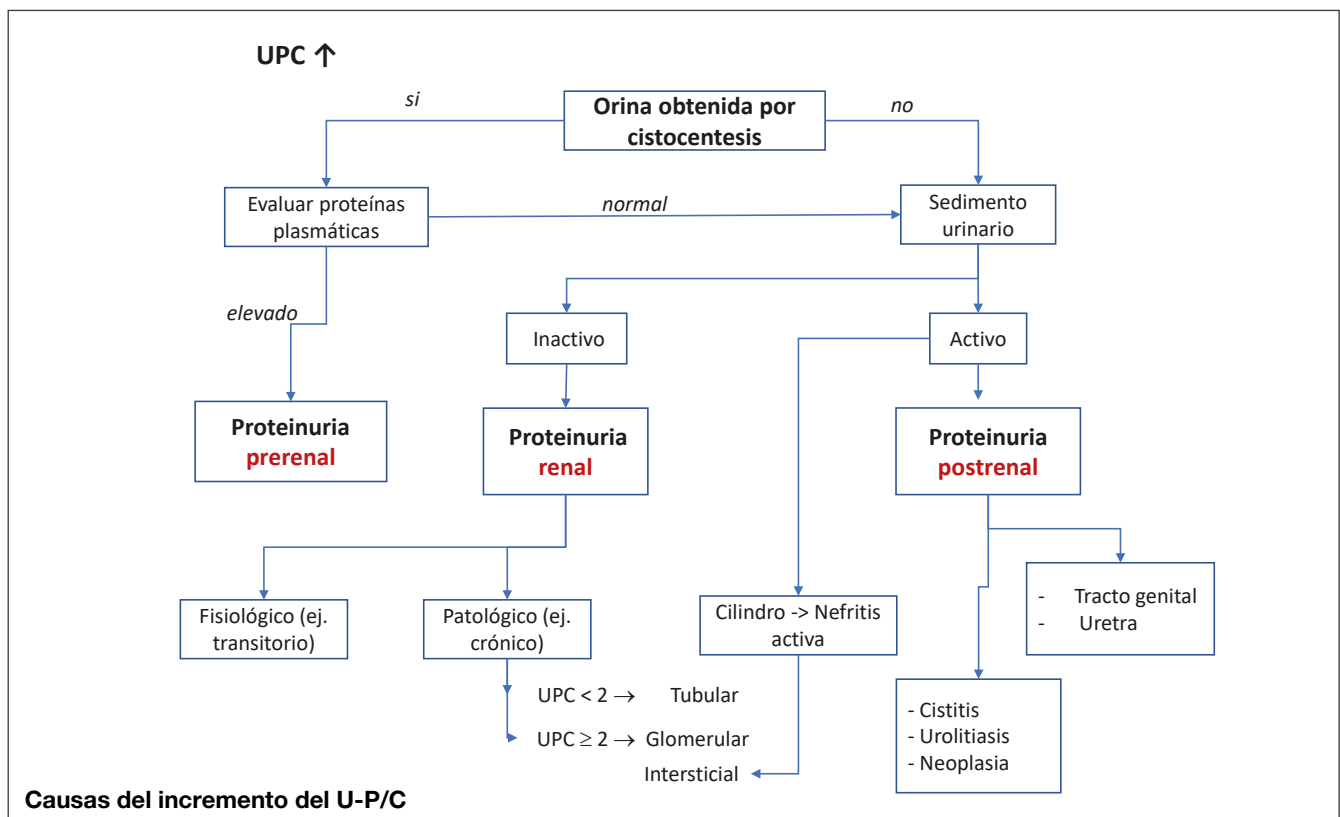 UPC ↑
si
Orina obtenida por
cistocentesis
no
Evaluar proteínas
plasmáticas
normal
Sedimento
urinario
elevado
Inactivo
Activo
Proteinuria
prerenal
Proteinuria
renal
Proteinuria
postrenal
Fisiológico (ej.
transitorio)
Patológico (ej.
crónico)
Cilindro -> Nefritis
activa
- Tracto genital
- Uretra
UPC < 2 → Tubular
UPC ≥ 2 → Glomerular
Intersticial
- Cistitis
- Urolitiasis
- Neoplasia
Causas del incremento del U-P/C